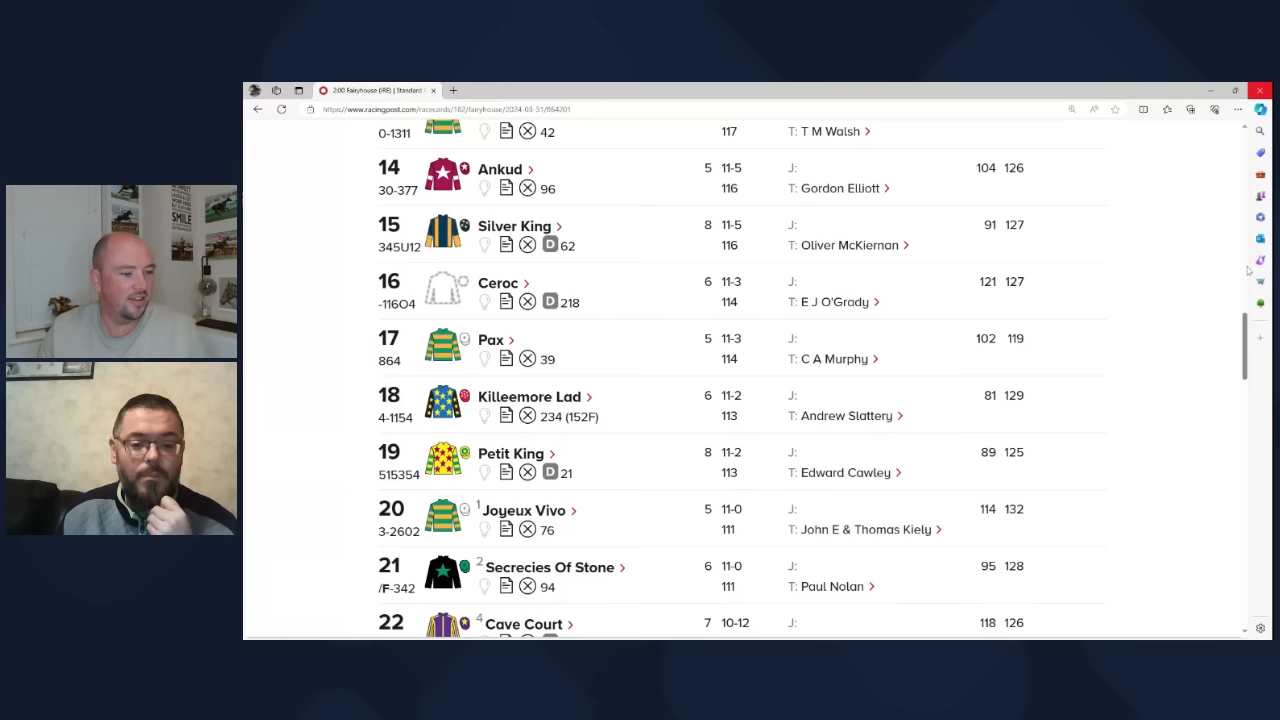 2:00 Fairyhouse (IRE) | Standard
https://www.racingpost.com/racecards/182/fairyhouse/2024-03-31/864201
0-1311 42 117 T: T M Walsh >
14 Ankud > 5 11-5 J: 104 126
30-377 96 116 T: Gordon Elliott >
15 Silver King > 8 11-5 J: 91 127
345U12 D 62 116 T: Oliver McKiernan >
16 Ceroc > 6 11-3 J: 121 127
-116O4 D 218 114 T: E J O'Grady >
17 Pax > 5 11-3 J: 102 119
864 39 114 T: C A Murphy >
18 Killeemore Lad > 6 11-2 J: 81 129
4-1154 234 (152F) 113 T: Andrew Slattery >
19 Petit King > 8 11-2 J: 89 125
515354 D 21 113 T: Edward Cawley >
20 1 Joyeux Vivo > 5 11-0 J: 114 132
3-2602 76 111 T: John E & Thomas Kiely >
21 2 Secrecies Of Stone > 6 11-0 J: 95 128
/F-342 94 111 T: Paul Nolan >
22 4 Cave Court > 7 10-12 J: 118 126
SMILE